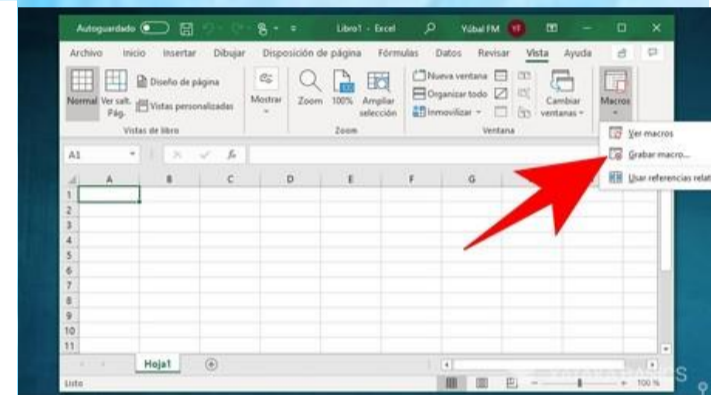 Autoguardado Libro1 - Excel Yúbal FM YF
Archivo Inicio Insertar Dibujar Disposición de página Fórmulas Datos Revisar Vista Ayuda
Normal Ver salt. Pág. Diseño de página Vistas personalizadas Mostrar Zoom 100% Ampliar selección Nueva ventana Organizar todo Inmovilizar Cambiar ventanas Macros
Vistas de libro Zoom Ventana
Ver macros
A1 fx
Grabar macro...
Usar referencias relat
A B C D E F G
1
2
3
4
5
6
7
8
9
10
11
Hoja1
Listo 100 %